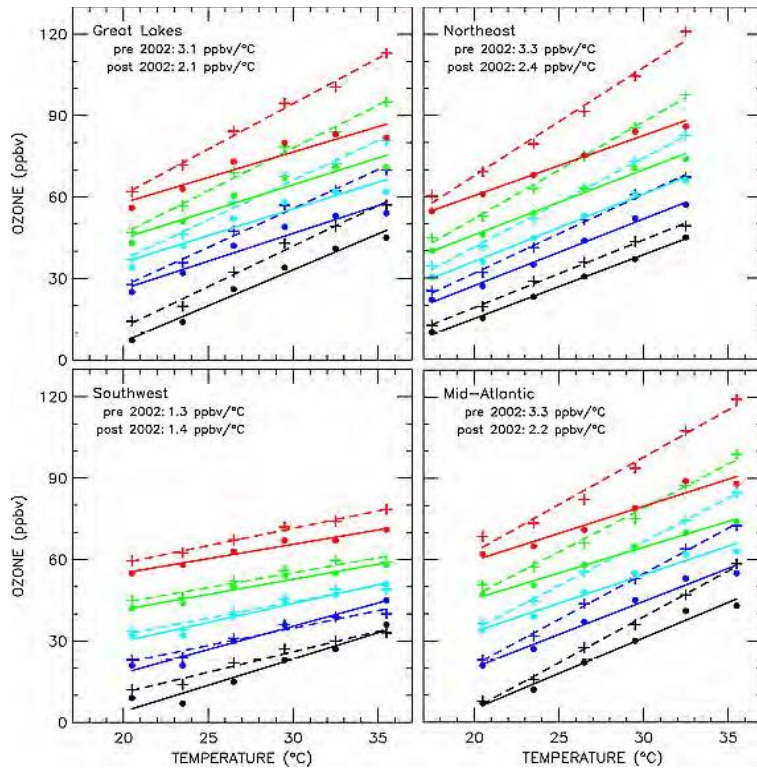 120
Great Lakes
pre 2002: 3.1 ppbv/°C
post 2002: 2.1 ppbv/°C
Northeast
pre 2002: 3.3 ppbv/°C
post 2002: 2.4 ppbv/°C
90
OZONE (ppbv)
60
30
0
120
Southwest
pre 2002: 1.3 ppbv/°C
post 2002: 1.4 ppbv/°C
Mid-Atlantic
pre 2002: 3.3 ppbv/°C
post 2002: 2.2 ppbv/°C
90
OZONE (ppbv)
60
30
0
20 25 30 35
20 25 30 35
TEMPERATURE (°C)
TEMPERATURE (°C)